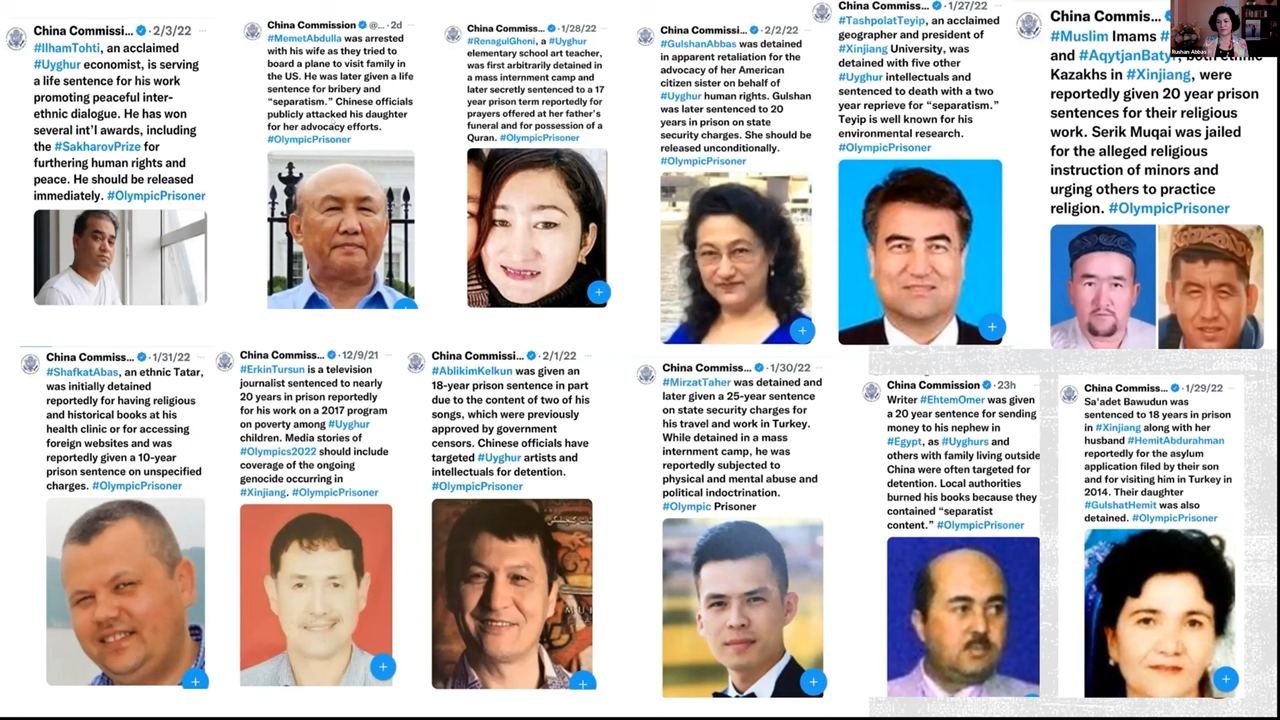 China Commissi... · 2/3/22 ...
#IlhamTohti, an acclaimed
#Uyghur economist, is serving
a life sentence for his work
promoting peaceful inter-
ethnic dialogue. He has won
several int'l awards, including
the #SakharovPrize for
furthering human rights and
peace. He should be released
immediately. #OlympicPrisoner
China Commission @... · 2d ...
#MemetAbdulla was arrested
with his wife as they tried to
board a plane to visit family in
the US. He was later given a life
sentence for bribery and
“separatism.” Chinese officials
publicly attacked his daughter
for her advocacy efforts.
#OlympicPrisoner
China Commiss... · 1/28/22 ...
#RenagulGheni, a #Uyghur
elementary school art teacher,
was first arbitrarily detained in
a mass internment camp and
later secretly sentenced to a 17
year prison term reportedly for
prayers offered at her father's
funeral and for possession of a
Quran. #OlympicPrisoner
China Commissi... · 2/2/22 ...
#GulshanAbbas was detained
in apparent retaliation for the
advocacy of her American
citizen sister on behalf of
#Uyghur human rights. Gulshan
was later sentenced to 20
years in prison on state
security charges. She should be
released unconditionally.
#OlympicPrisoner
China Commiss... · 1/27/22 ...
#TashpolatTeyip, an acclaimed
geographer and president of
#Xinjiang University, was
detained with five other
#Uyghur intellectuals and
sentenced to death with a two
year reprieve for “separatism.”
Teyip is well known for his
environmental research.
#OlympicPrisoner
China Commis...
#Muslim Imams #
and #AqytjanBaty, both ethnic
Kazakhs in #Xinjiang, were
reportedly given 20 year prison
sentences for their religious
work. Serik Muqai was jailed
for the alleged religious
instruction of minors and
urging others to practice
religion. #OlympicPrisoner
Rushan Abbas
China Commiss... · 1/31/22 ...
#ShafkatAbas, an ethnic Tatar,
was initially detained
reportedly for having religious
and historical books at his
health clinic or for accessing
foreign websites and was
reportedly given a 10-year
prison sentence on unspecified
charges. #OlympicPrisoner
China Commiss... · 12/9/21 ...
#ErkinTursun is a television
journalist sentenced to nearly
20 years in prison reportedly
for his work on a 2017 program
on poverty among #Uyghur
children. Media stories of
#Olympics2022 should include
coverage of the ongoing
genocide occurring in
#Xinjiang. #OlympicPrisoner
China Commissi... · 2/1/22 ...
#AblikimKelkun was given an
18-year prison sentence in part
due to the content of two of his
songs, which were previously
approved by government
censors. Chinese officials have
targeted #Uyghur artists and
intellectuals for detention.
#OlympicPrisoner
China Commiss... · 1/30/22 ...
#MirzatTaher was detained and
later given a 25-year sentence
on state security charges for
his travel and work in Turkey.
While detained in a mass
internment camp, he was
reportedly subjected to
physical and mental abuse and
political indoctrination.
#Olympic Prisoner
China Commission · 23h ...
Writer #EhtemOmer was given
a 20 year sentence for sending
money to his nephew in
#Egypt, as #Uyghurs and
others with family living outside
China were often targeted for
detention. Local authorities
burned his books because they
contained “separatist
content.” #OlympicPrisoner
China Commiss... · 1/29/22 ...
Sa'adet Bawudun was
sentenced to 18 years in prison
in #Xinjiang along with her
husband #HemitAbdurahman
reportedly for the asylum
application filed by their son
and for visiting him in Turkey in
2014. Their daughter
#GulshatHemit was also
detained. #OlympicPrisoner